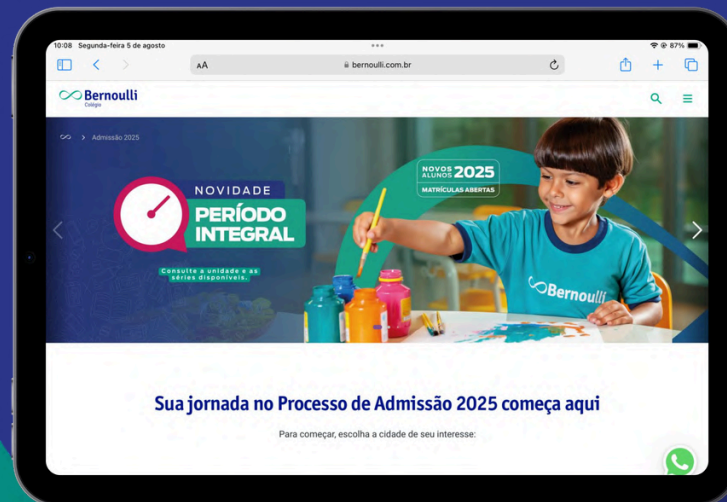 10:08 Segunda-feira 5 de agosto
87%
AA
bernoulli.com.br
Bernoulli
Colégio
> Admissão 2025
NOVIDADE
PERÍODO
INTEGRAL
Consulte a unidade e as
séries disponíveis.
NOVOS
ALUNOS 2025
MATRÍCULAS ABERTAS
Bernoulli
Sua jornada no Processo de Admissão 2025 começa aqui
Para começar, escolha a cidade de seu interesse: